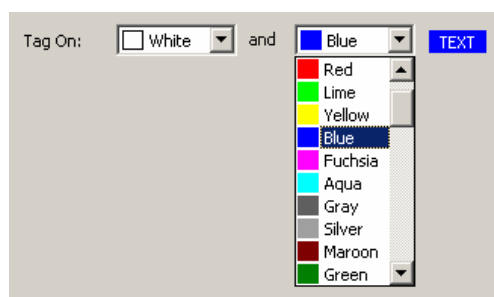 Tag On: White and Blue TEXT
Red
Lime
Yellow
Blue
Fuchsia
Aqua
Gray
Silver
Maroon
Green